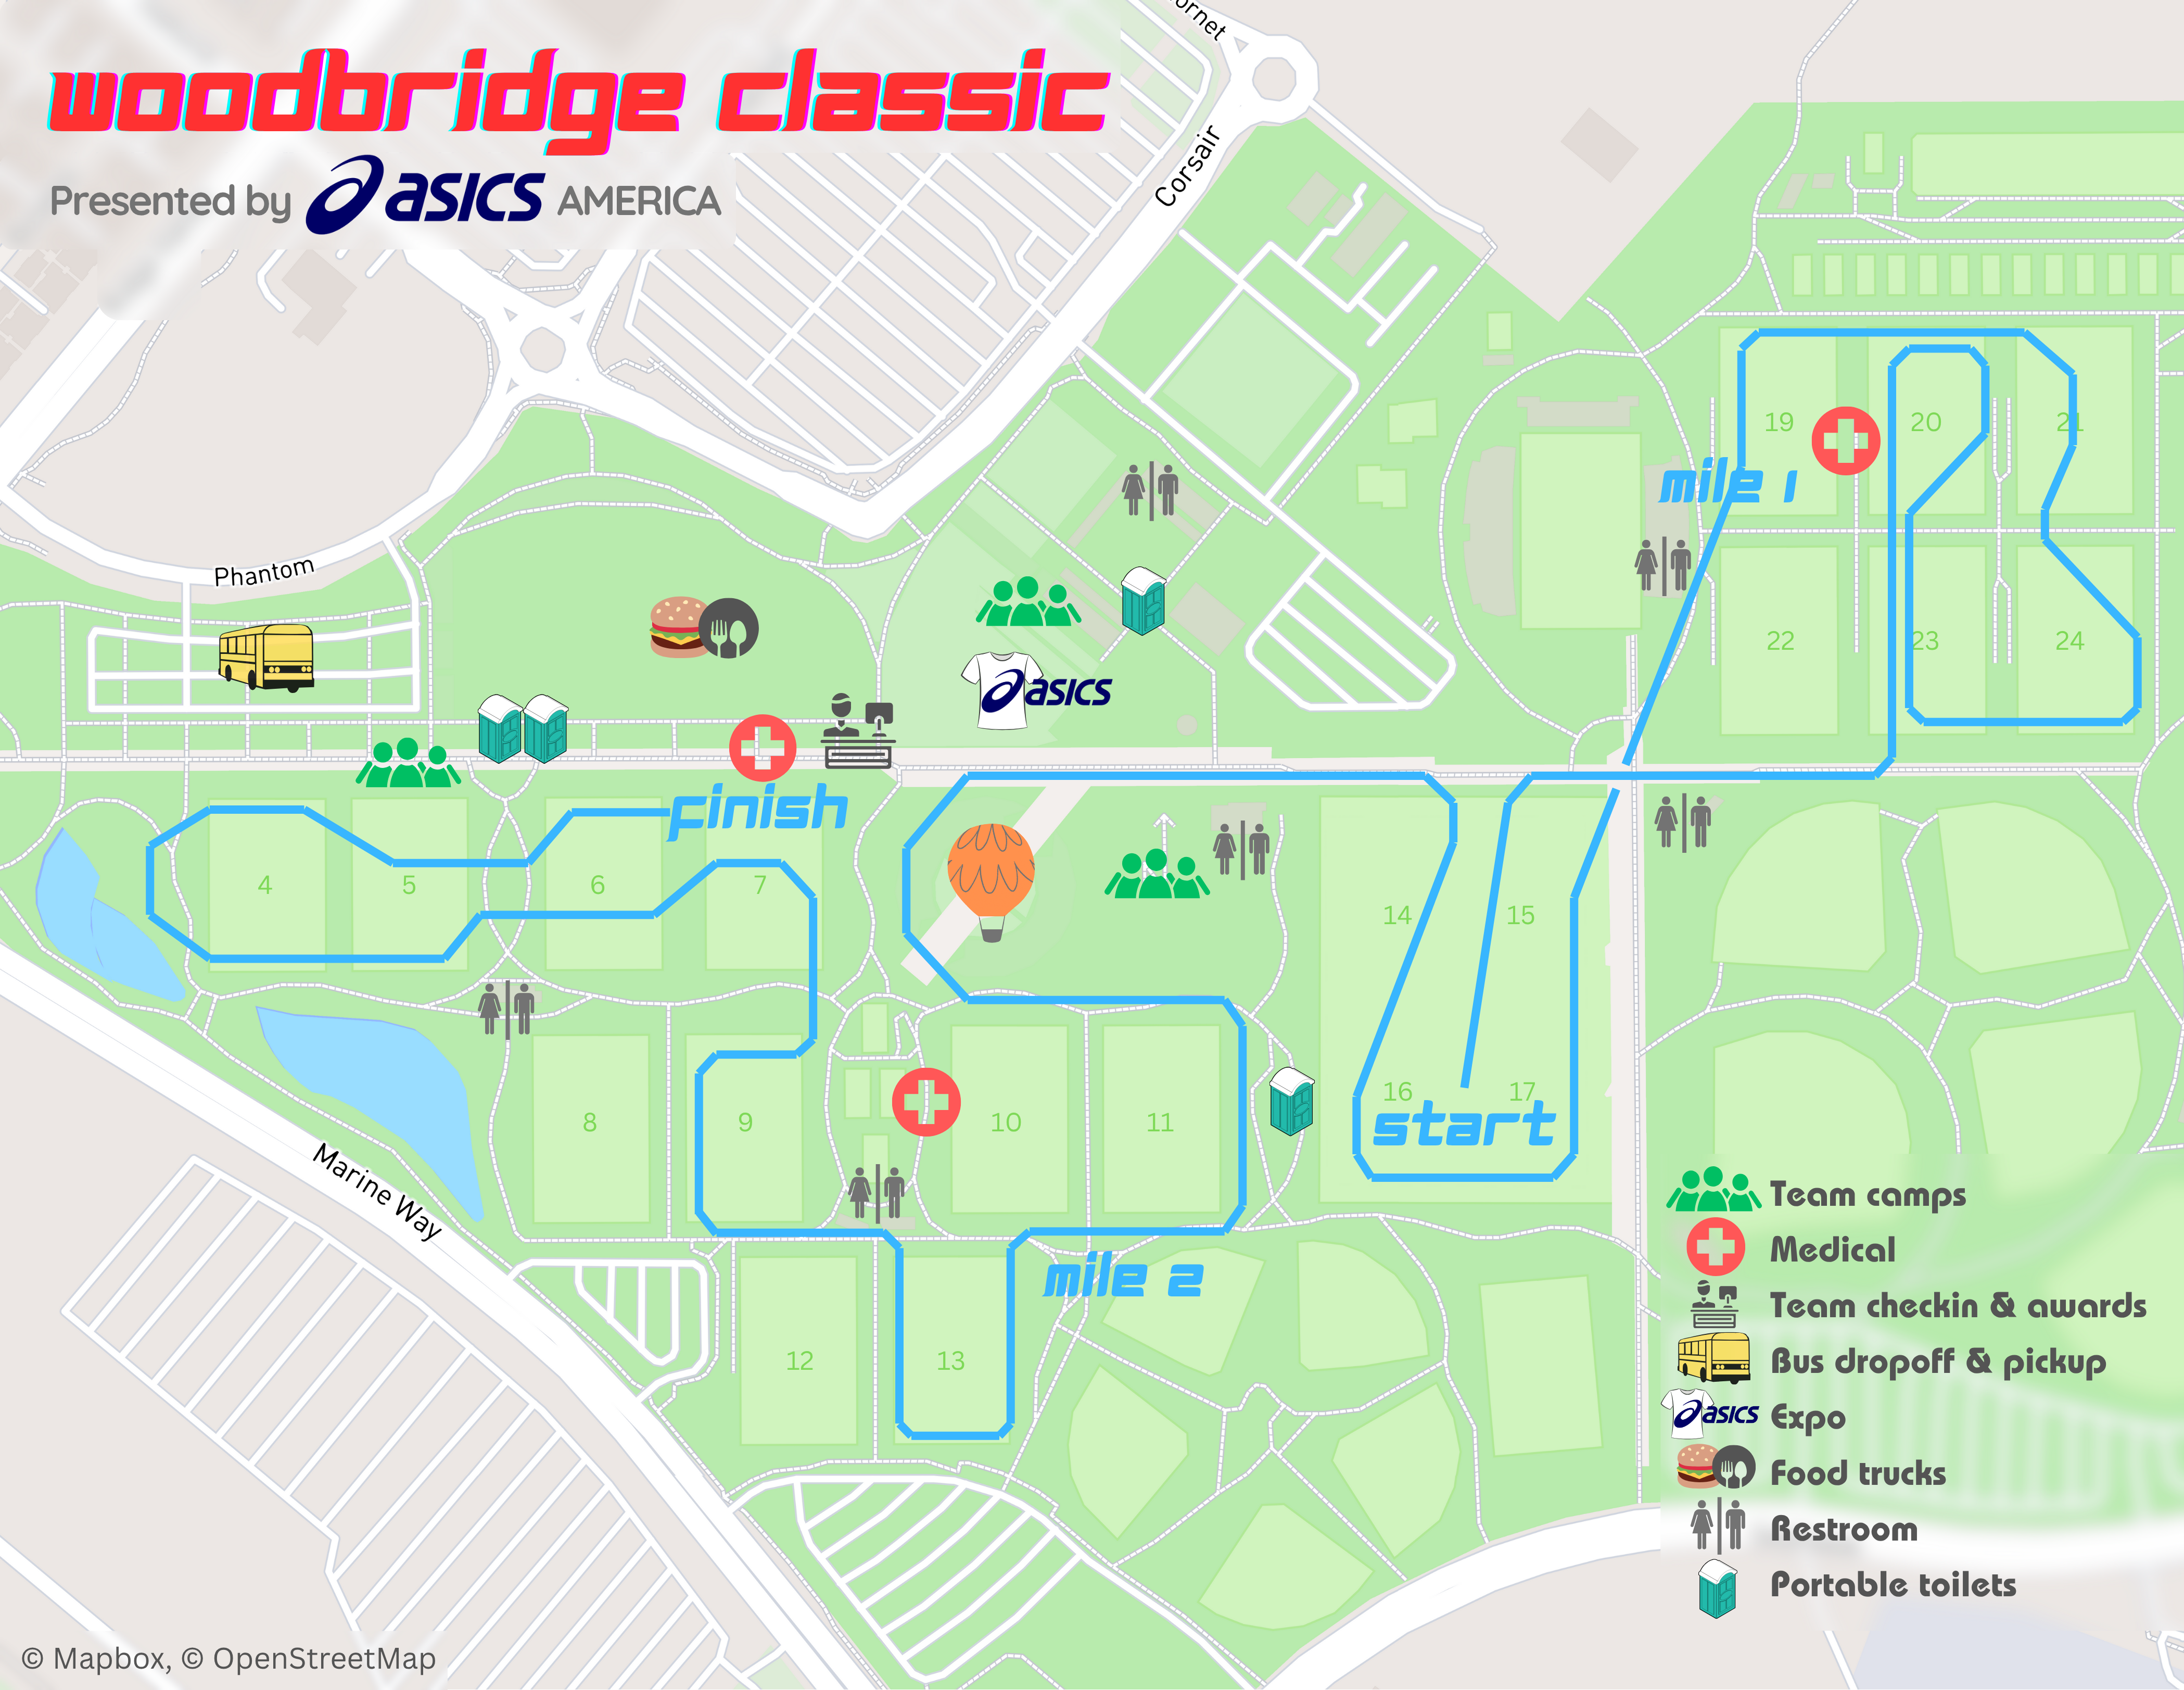 woodbridge classic
Presented by asics AMERICA
ornet
Corsair
Phantom
19
20
21
mile 1
22
23
24
asics
finish
4
5
6
7
14
15
16
17
start
8
9
10
11
Marine Way
mile 2
12
13
Team camps
Medical
Team checkin & awards
Bus dropoff & pickup
asics Expo
Food trucks
Restroom
Portable toilets
© Mapbox, © OpenStreetMap